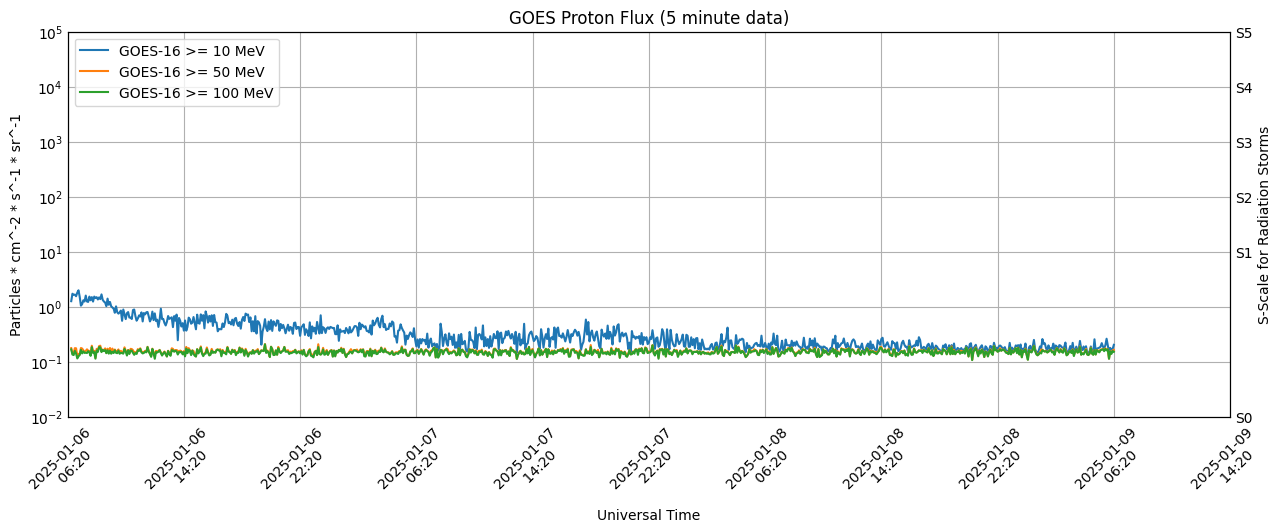 GOES Proton Flux (5 minute data)
GOES-16 >= 10 MeV
GOES-16 >= 50 MeV
GOES-16 >= 100 MeV
Particles * cm^-2 * s^-1 * sr^-1
10^5
10^4
10^3
10^2
10^1
10^0
10^-1
10^-2
S5
S4
S3
S2
S1
S0
S-Scale for Radiation Storms
2025-01-06
06:20
2025-01-06
14:20
2025-01-06
22:20
2025-01-07
06:20
2025-01-07
14:20
2025-01-07
22:20
2025-01-08
06:20
2025-01-08
14:20
2025-01-08
22:20
2025-01-09
06:20
2025-01-09
14:20
Universal Time